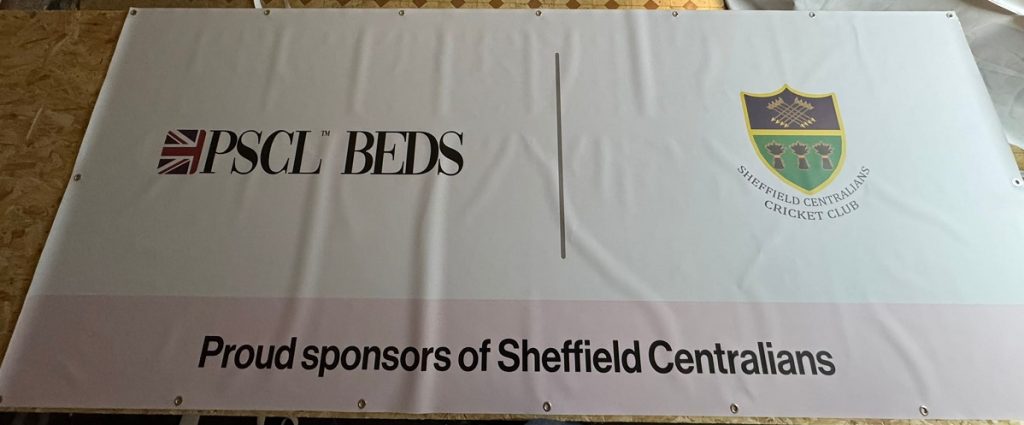 PSCL™ BEDS
SHEFFIELD CENTRALIANS
CRICKET CLUB
Proud sponsors of Sheffield Centralians